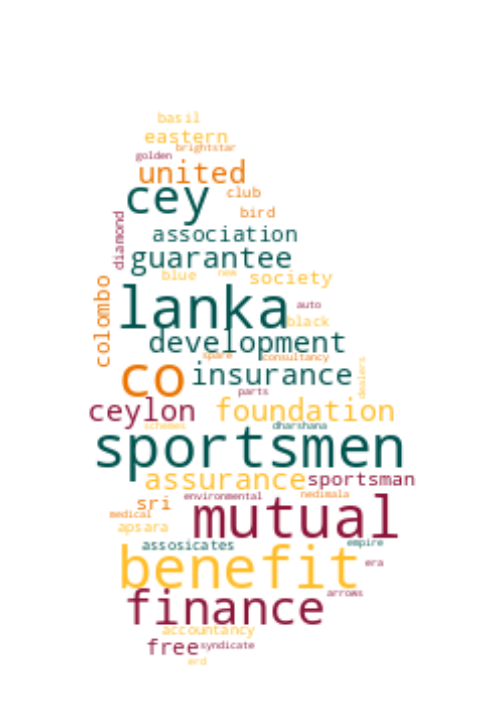 basil
eastern
brightstar
golden
united
cey club
bird
diamond
association
guarantee
blue new society
colombo
lanka auto
black
development
spare consultancy
co insurance dealers
parts
ceylon foundation
schemes dharshana
sportsmen
assurance sportsman
environmental nedimala
sri mutual
medical
apsara
assosicates empire
benefit era
finance arrows
accountancy
free syndicate
erd